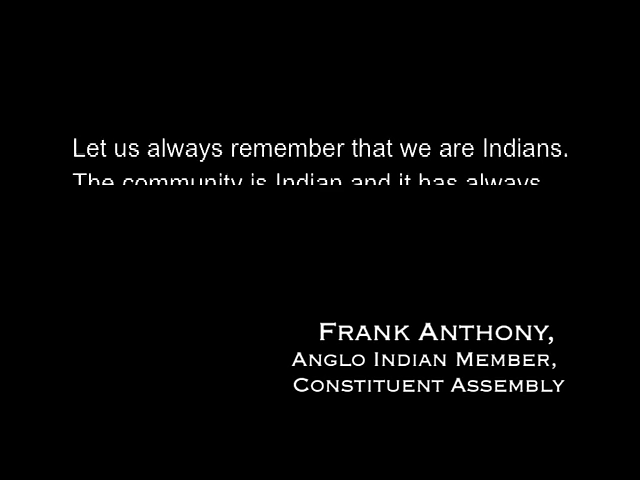 Let us always remember that we are Indians.
The community is Indian and it has always
FRANK ANTHONY,
ANGLO INDIAN MEMBER,
CONSTITUENT ASSEMBLY